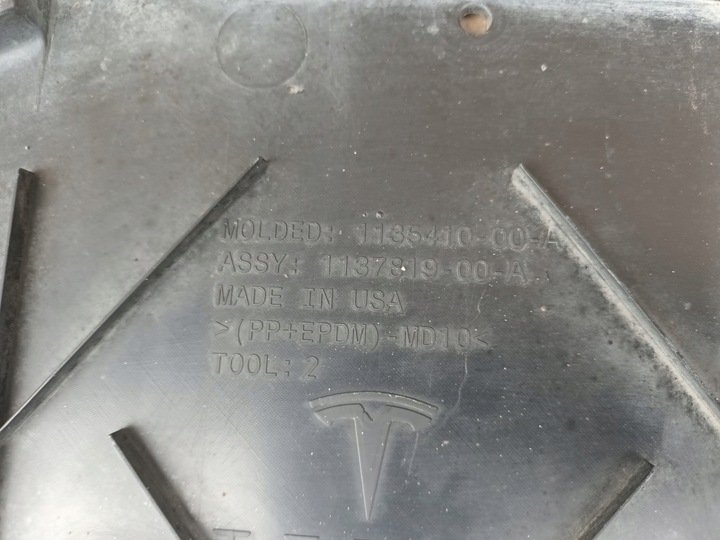 MOLDED: 1135410-00-A
ASSY: 1137819-00-A
MADE IN USA
>(PP+EPDM)-MD10<
TOOL: 2